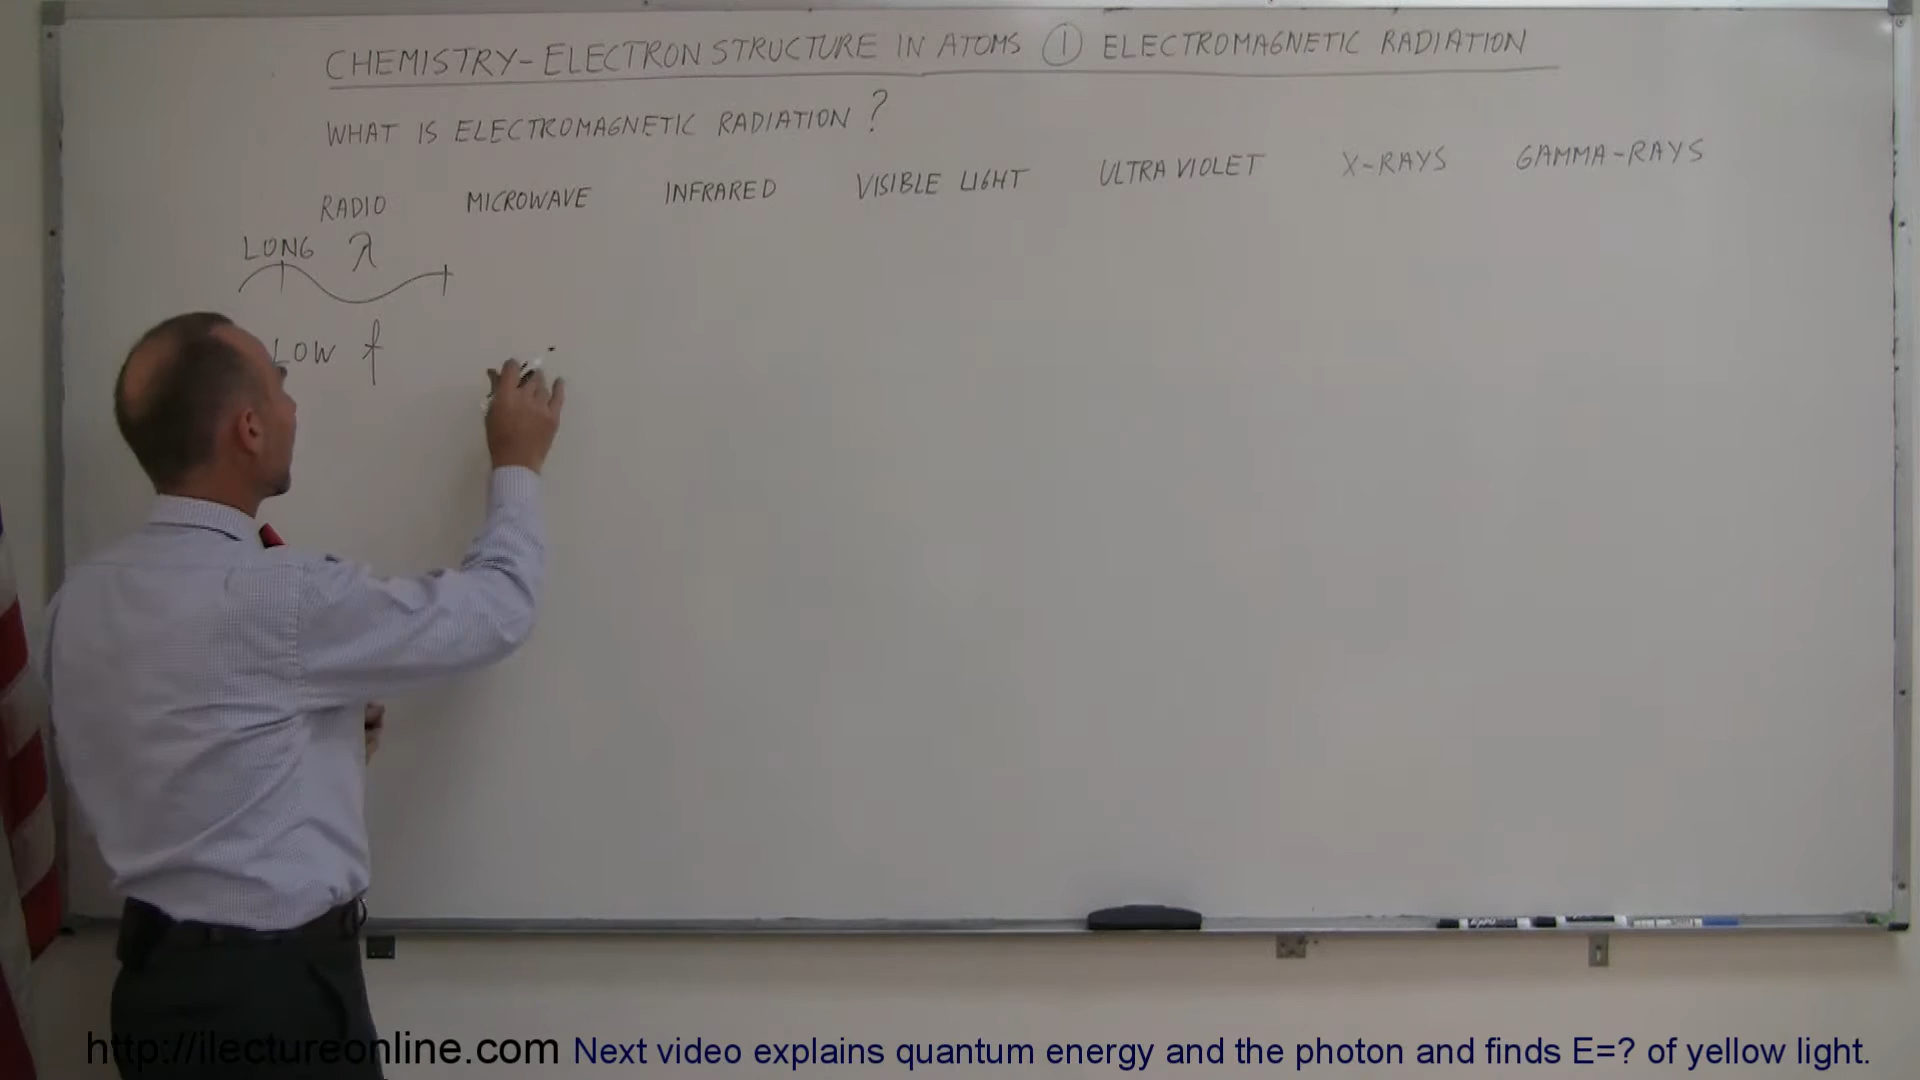 CHEMISTRY-ELECTRON STRUCTURE IN ATOMS ① ELECTROMAGNETIC RADIATION
WHAT IS ELECTROMAGNETIC RADIATION?
RADIO MICROWAVE INFRARED VISIBLE LIGHT ULTRA VIOLET X-RAYS GAMMA-RAYS
LONG λ
LOW f
http://ilectureonline.com Next video explains quantum energy and the photon and finds E=? of yellow light.